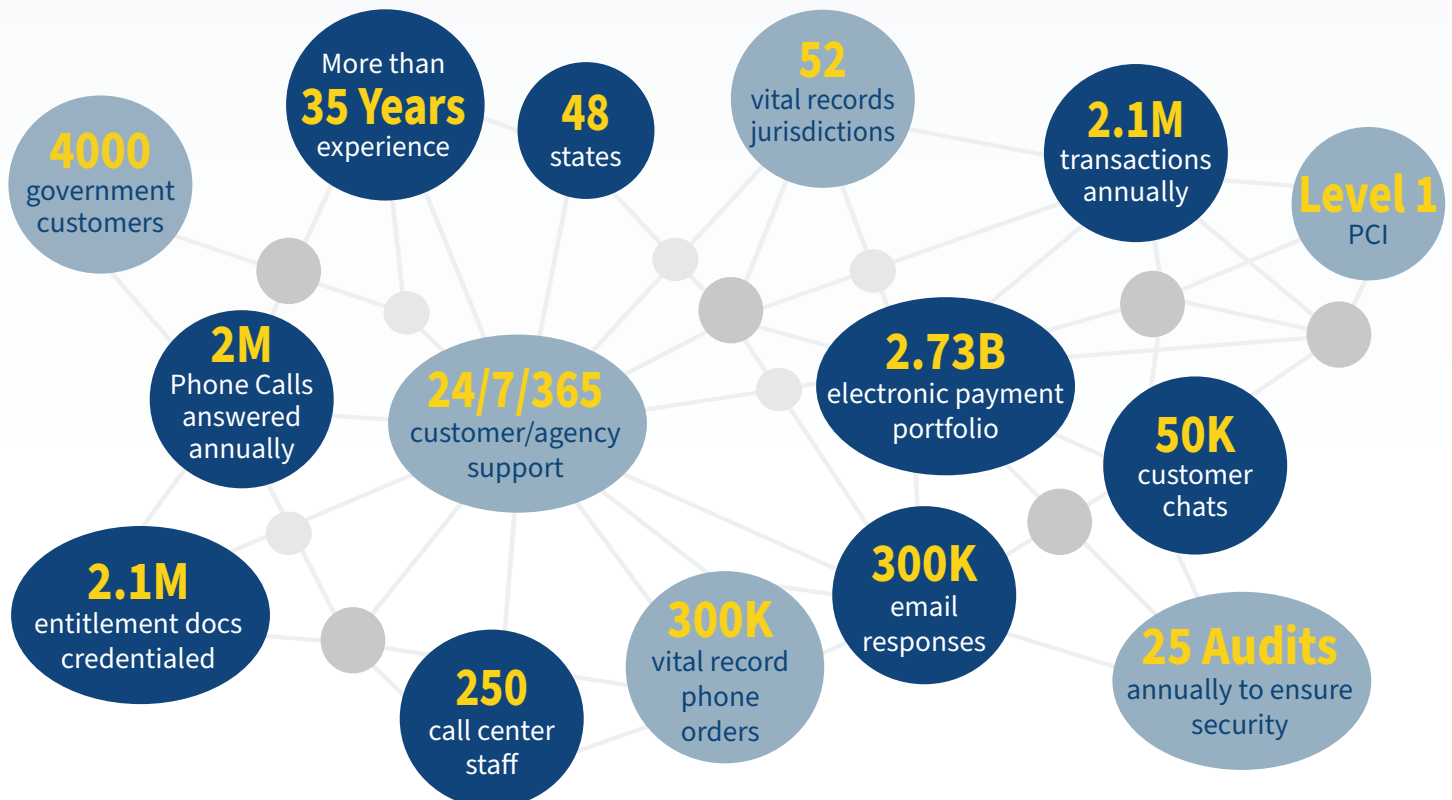 4000
government
customers
More than
35 Years
experience
48
states
52
vital records
jurisdictions
2.1M
transactions
annually
Level 1
PCI
2M
Phone Calls
answered
annually
24/7/365
customer/agency
support
2.73B
electronic payment
portfolio
50K
customer
chats
2.1M
entitlement docs
credentialed
250
call center
staff
300K
vital record
phone
orders
300K
email
responses
25 Audits
annually to ensure
security